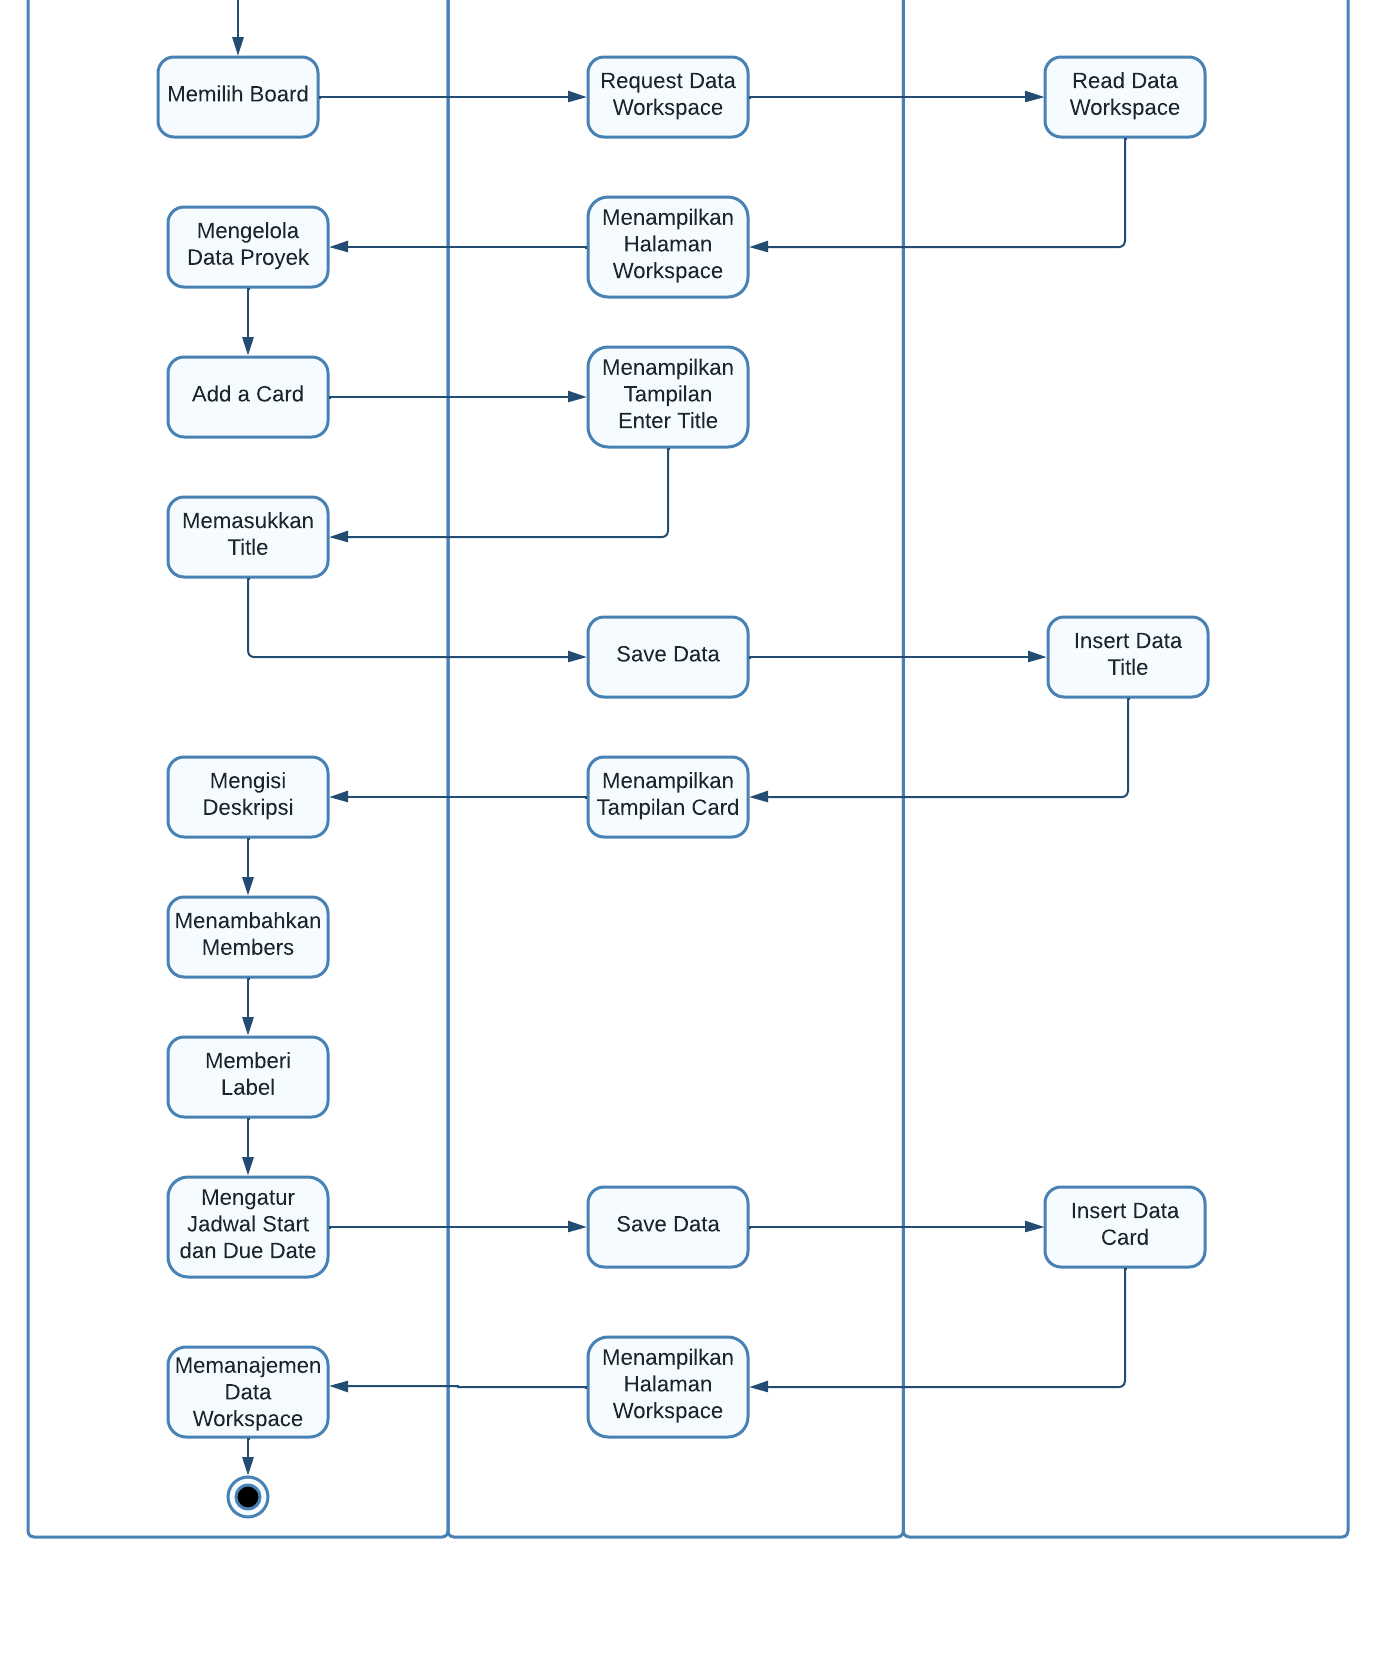 Memilih Board
Request Data
Workspace
Read Data
Workspace
Mengelola
Data Proyek
Menampilkan
Halaman
Workspace
Add a Card
Menampilkan
Tampilan
Enter Title
Memasukkan
Title
Save Data
Insert Data
Title
Mengisi
Deskripsi
Menampilkan
Tampilan Card
Menambahkan
Members
Memberi
Label
Mengatur
Jadwal Start
dan Due Date
Save Data
Insert Data
Card
Memanajemen
Data
Workspace
Menampilkan
Halaman
Workspace